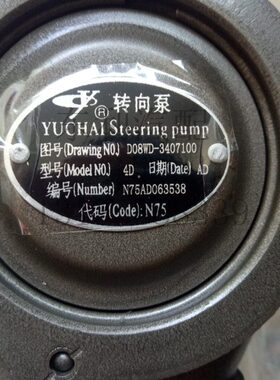 ® 转向泵
YUCHAI Steering pump
图号(Drawing NO.) D08WD-3407100
型号(Model NO.) 4D 日期(Date) AD
编号(Number) N75AD063538
代码(Code): N75